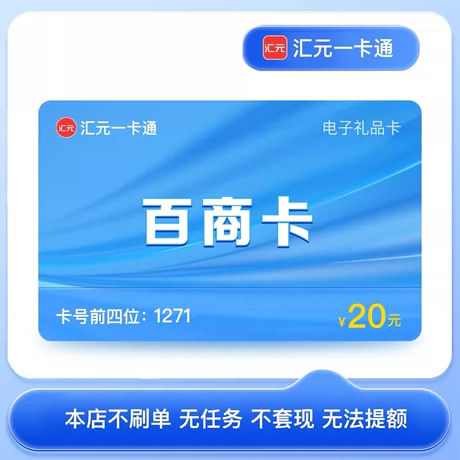 汇元 汇元一卡通
汇元 汇元一卡通 电子礼品卡
百商卡
卡号前四位：1271 ¥20元
本店不刷单 无任务 不套现 无法提额